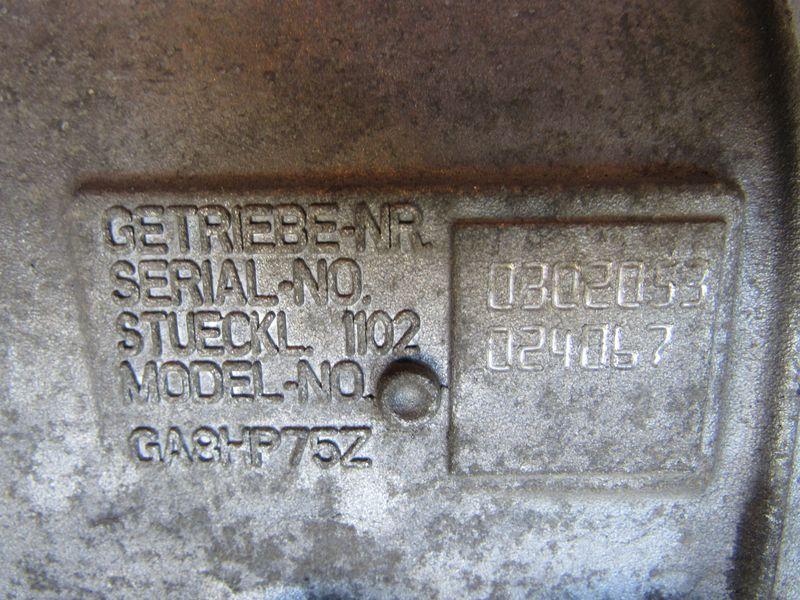 GETRIEBE-NR.
SERIAL-NO.
STUECKL. 1102
MODEL-NO.
GA8HP75Z
0302053
024067